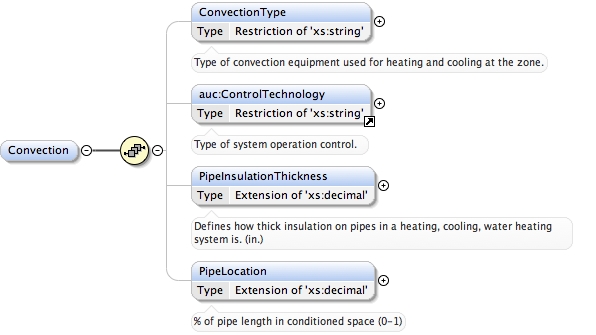 ConvectionType
Type Restriction of 'xs:string'
Type of convection equipment used for heating and cooling at the zone.
auc:ControlTechnology
Type Restriction of 'xs:string'
Type of system operation control.
Convection
PipeInsulationThickness
Type Extension of 'xs:decimal'
Defines how thick insulation on pipes in a heating, cooling, water heating
system is. (in.)
PipeLocation
Type Extension of 'xs:decimal'
% of pipe length in conditioned space (0-1)